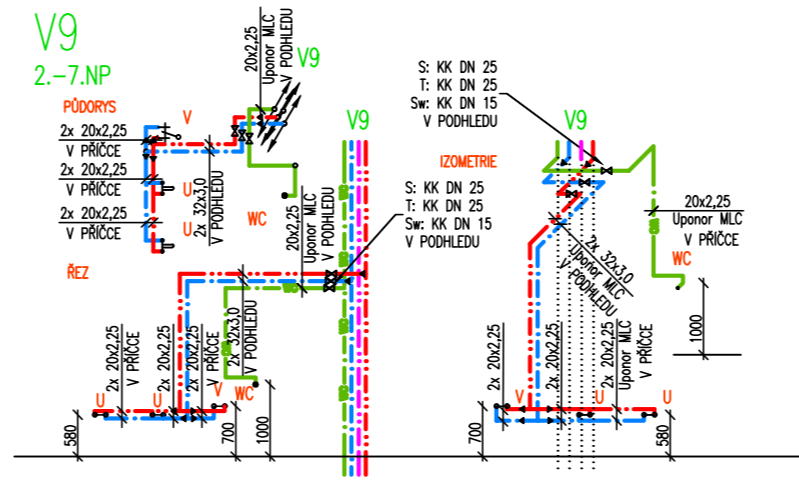 V9
2.-7.NP
PŮDORYS
2x 20x2,25
V PŘÍČCE
2x 20x2,25
V PŘÍČCE
2x 20x2,25
V PŘÍČCE
V
U
U
2x 32x3,0
V PODHLEDU
20x2,25
Uponor MLC
V PODHLEDU
V9
WC
V9
S: KK DN 25
T: KK DN 25
Sw: KK DN 15
V PODHLEDU
ŘEZ
20x2,25
Uponor MLC
V PODHLEDU
2x 32x3,0
V PODHLEDU
2x 20x2,25
V PŘÍČCE
2x 20x2,25
2x 20x2,25
V PŘÍČCE
U
U
V
WC
580
700
1000
S: KK DN 25
T: KK DN 25
Sw: KK DN 15
V PODHLEDU
V9
IZOMETRIE
20x2,25
Uponor MLC
V PŘÍČCE
WC
1000
2x 32x3,0
Uponor MLC
V PODHLEDU
2x 20x2,25
2x 20x2,25
2x 20x2,25
Uponor MLC
V PŘÍČCE
V
U
U
700
580